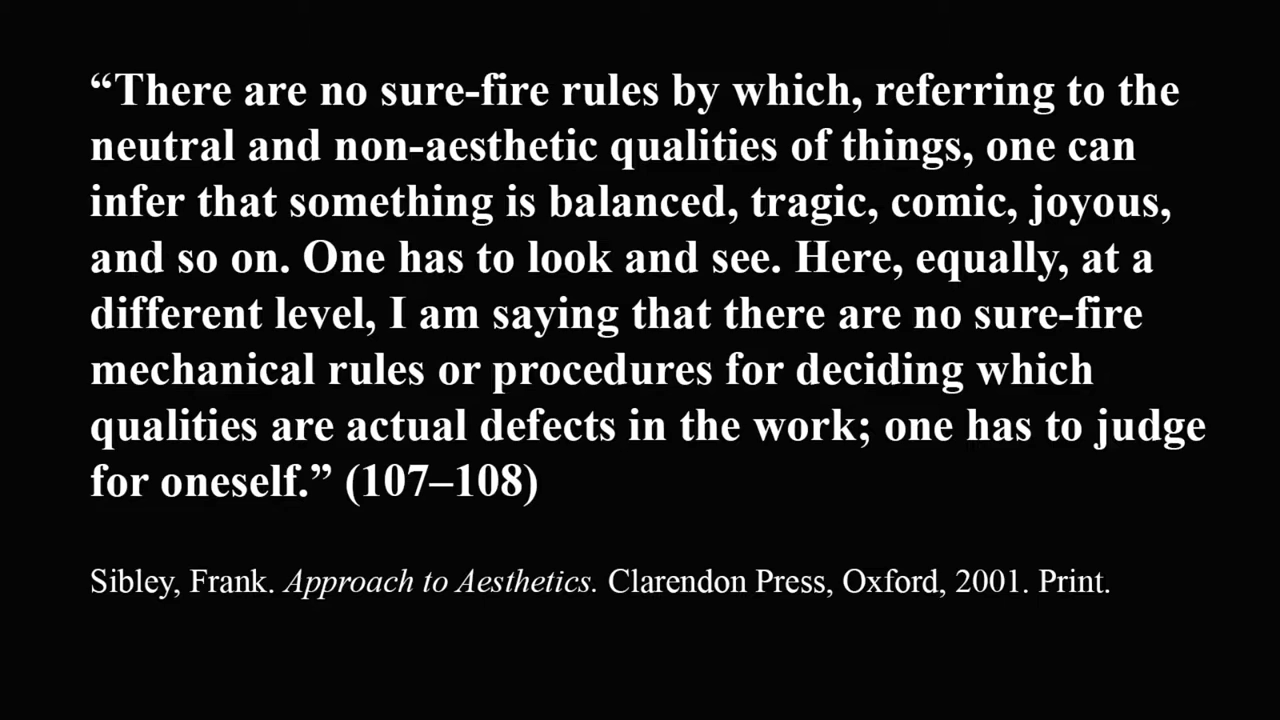 “There are no sure-fire rules by which, referring to the
neutral and non-aesthetic qualities of things, one can
infer that something is balanced, tragic, comic, joyous,
and so on. One has to look and see. Here, equally, at a
different level, I am saying that there are no sure-fire
mechanical rules or procedures for deciding which
qualities are actual defects in the work; one has to judge
for oneself.” (107–108)
Sibley, Frank. Approach to Aesthetics. Clarendon Press, Oxford, 2001. Print.